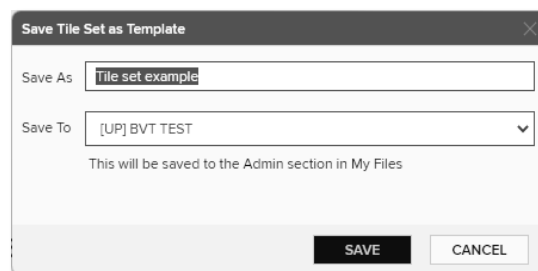 Save Tile Set as Template
Save As Tile set example
Save To [UP] BVT TEST
This will be saved to the Admin section in My Files
SAVE CANCEL